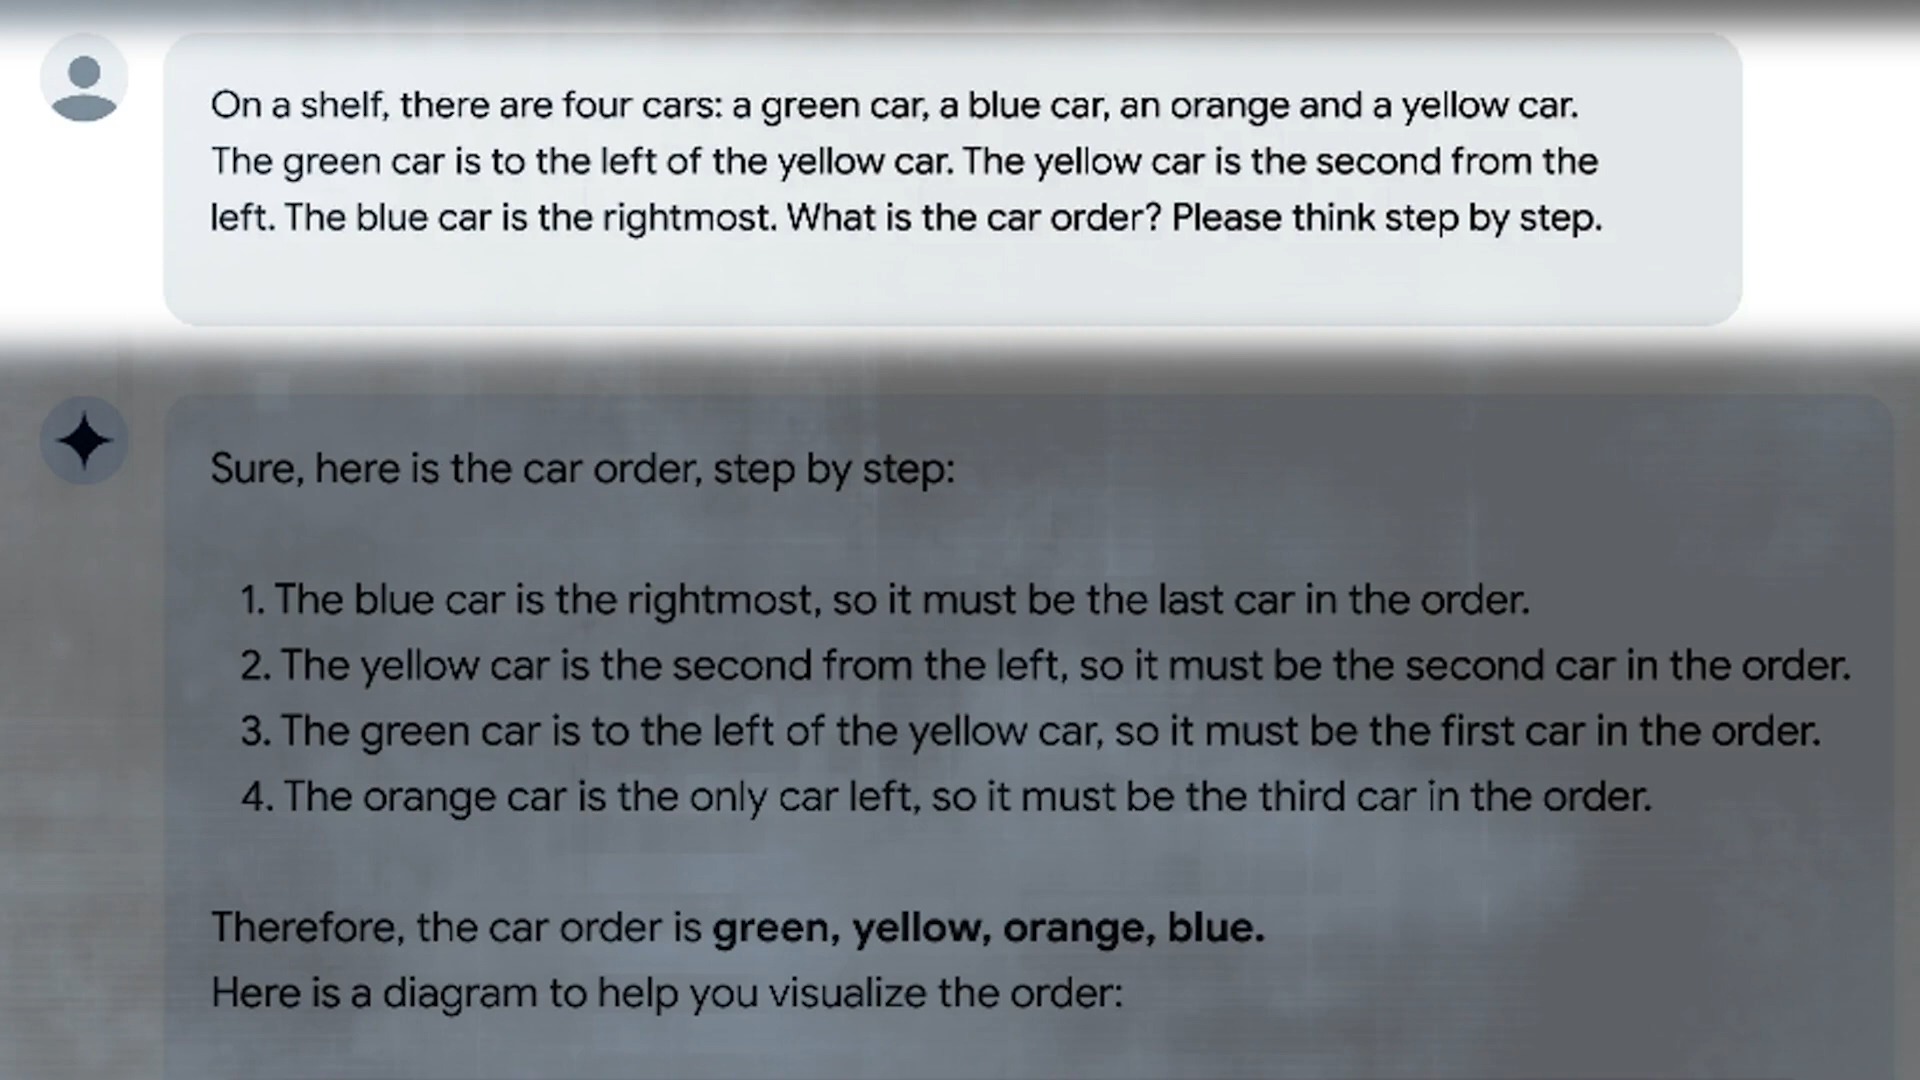 On a shelf, there are four cars: a green car, a blue car, an orange and a yellow car.
The green car is to the left of the yellow car. The yellow car is the second from the
left. The blue car is the rightmost. What is the car order? Please think step by step.
Sure, here is the car order, step by step:
1. The blue car is the rightmost, so it must be the last car in the order.
2. The yellow car is the second from the left, so it must be the second car in the order.
3. The green car is to the left of the yellow car, so it must be the first car in the order.
4. The orange car is the only car left, so it must be the third car in the order.
Therefore, the car order is green, yellow, orange, blue.
Here is a diagram to help you visualize the order: